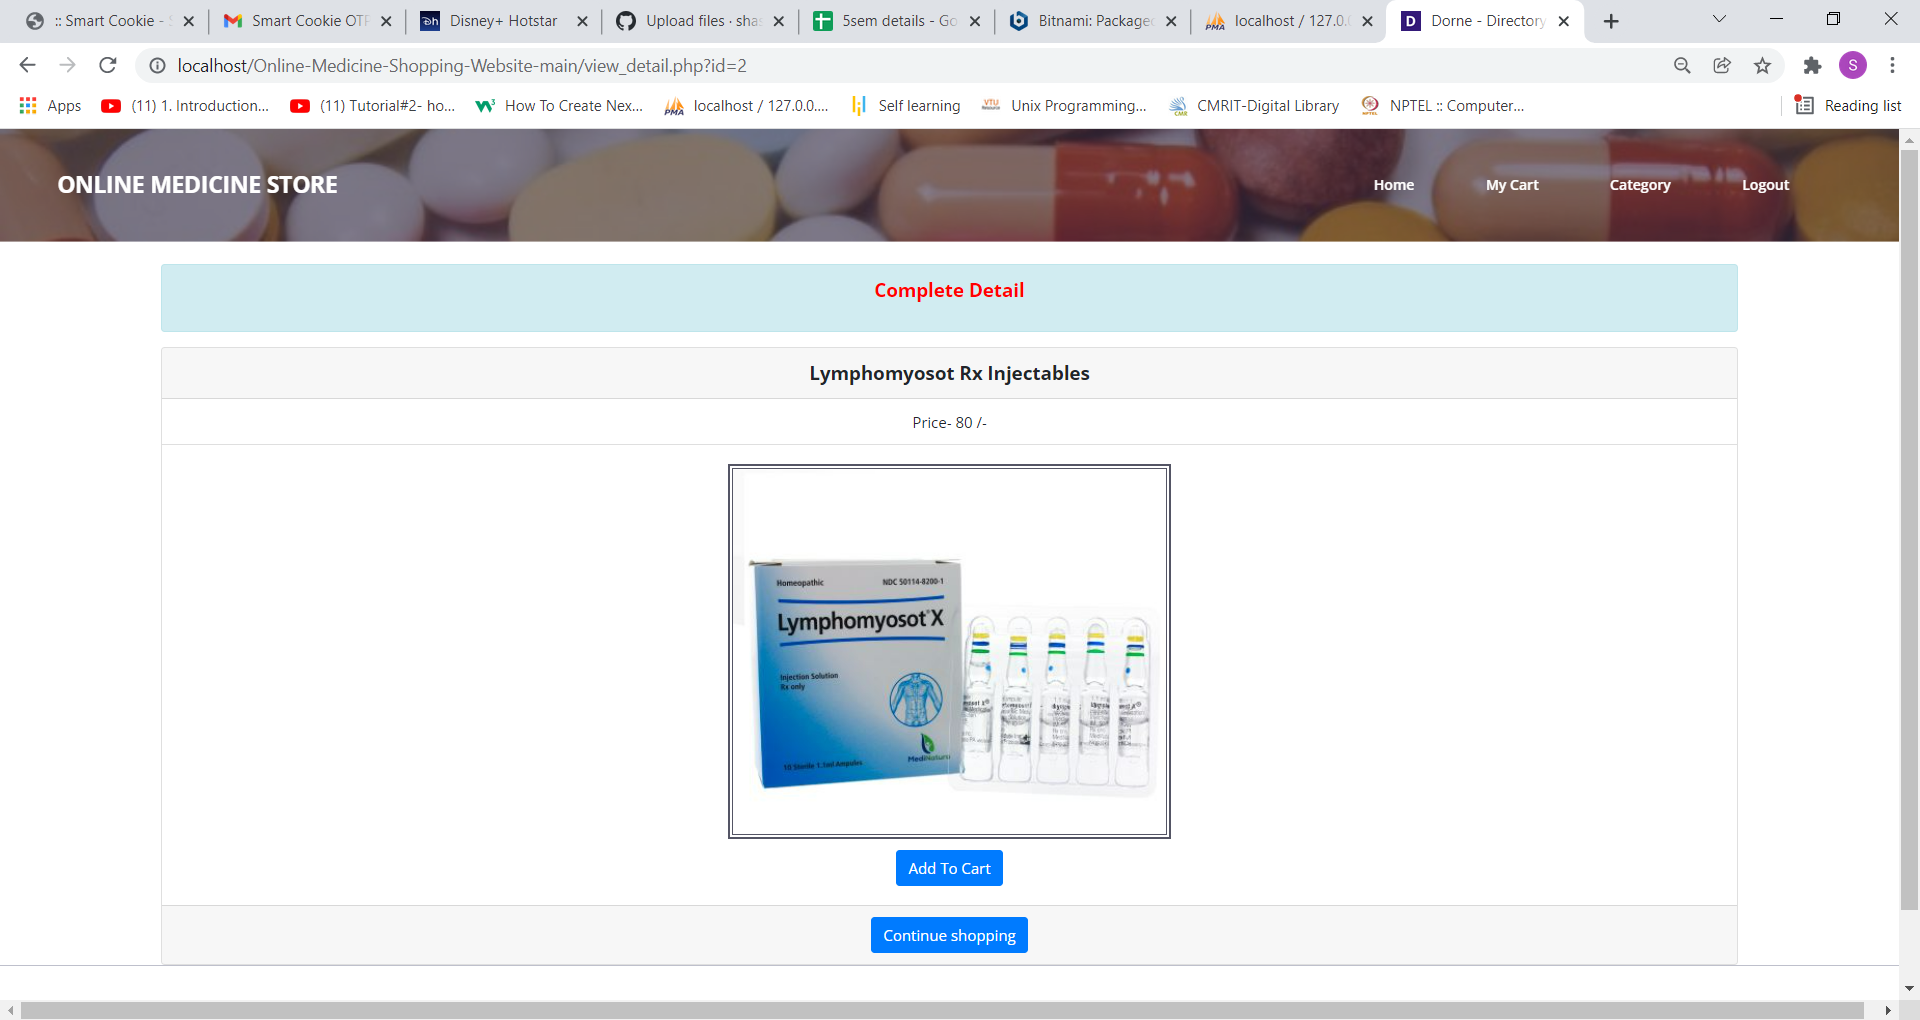 :: Smart Cookie - S
Smart Cookie OTP
Disney+ Hotstar
Upload files · sha
5sem details - Go
Bitnami: Package
localhost / 127.0.
Dorne - Directory
localhost/Online-Medicine-Shopping-Website-main/view_detail.php?id=2
S
Apps
(11) 1. Introduction...
(11) Tutorial#2- ho...
How To Create Nex...
localhost / 127.0.0....
Self learning
Unix Programming...
CMRIT-Digital Library
NPTEL :: Computer...
Reading list
ONLINE MEDICINE STORE
Home
My Cart
Category
Logout
Complete Detail
Lymphomyosot Rx Injectables
Price- 80 /-
Homeopathic
NDC 50114-8200-1
Lymphomyosot®X
Injection Solution
Rx only
MediNatura
10 Sterile 1.1ml Ampules
Add To Cart
Continue shopping